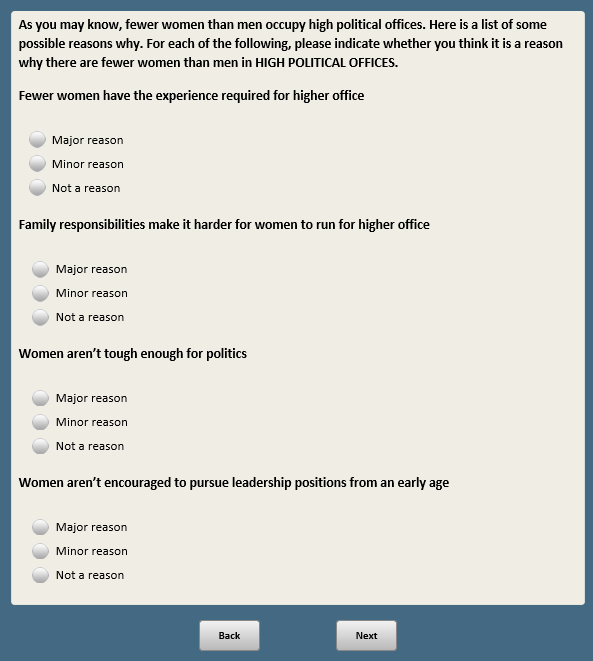 As you may know, fewer women than men occupy high political offices. Here is a list of some
possible reasons why. For each of the following, please indicate whether you think it is a reason
why there are fewer women than men in HIGH POLITICAL OFFICES.
Fewer women have the experience required for higher office
Major reason
Minor reason
Not a reason
Family responsibilities make it harder for women to run for higher office
Major reason
Minor reason
Not a reason
Women aren’t tough enough for politics
Major reason
Minor reason
Not a reason
Women aren’t encouraged to pursue leadership positions from an early age
Major reason
Minor reason
Not a reason
Back
Next